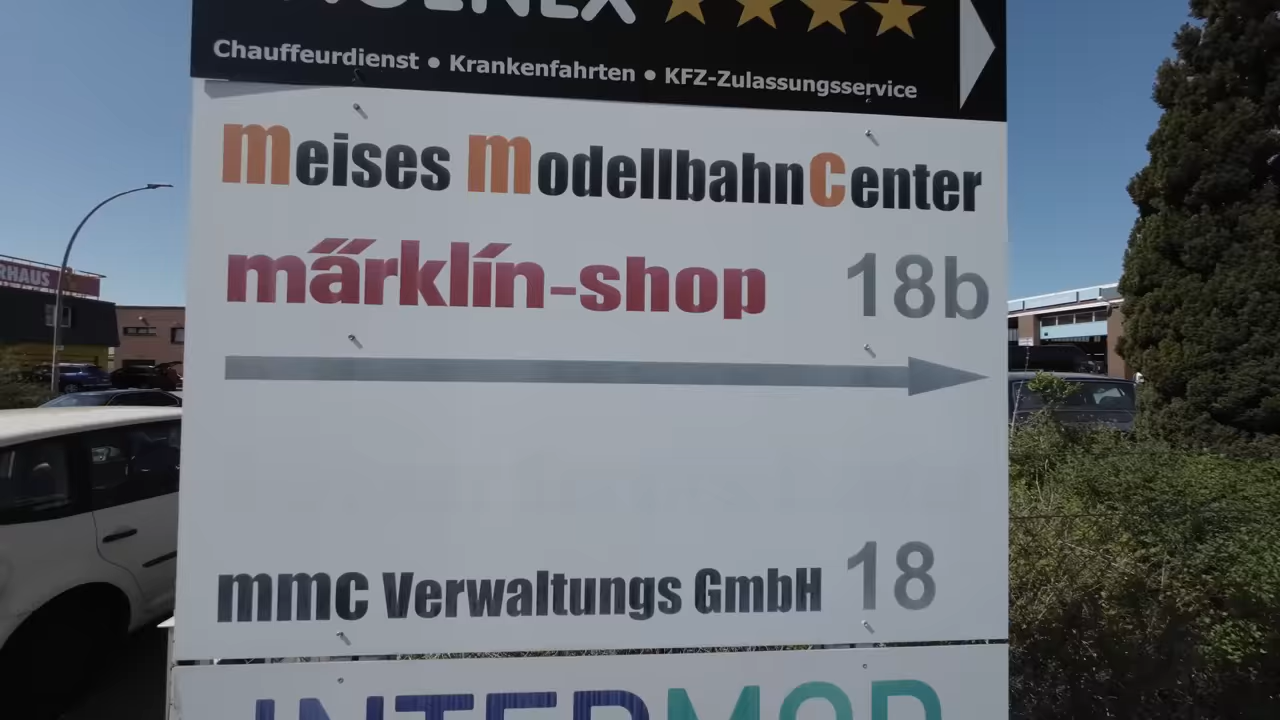 Chauffeurdienst • Krankenfahrten • KFZ-Zulassungsservice
meises modellbahncenter
märklin-shop 18b
mmc Verwaltungs GmbH 18